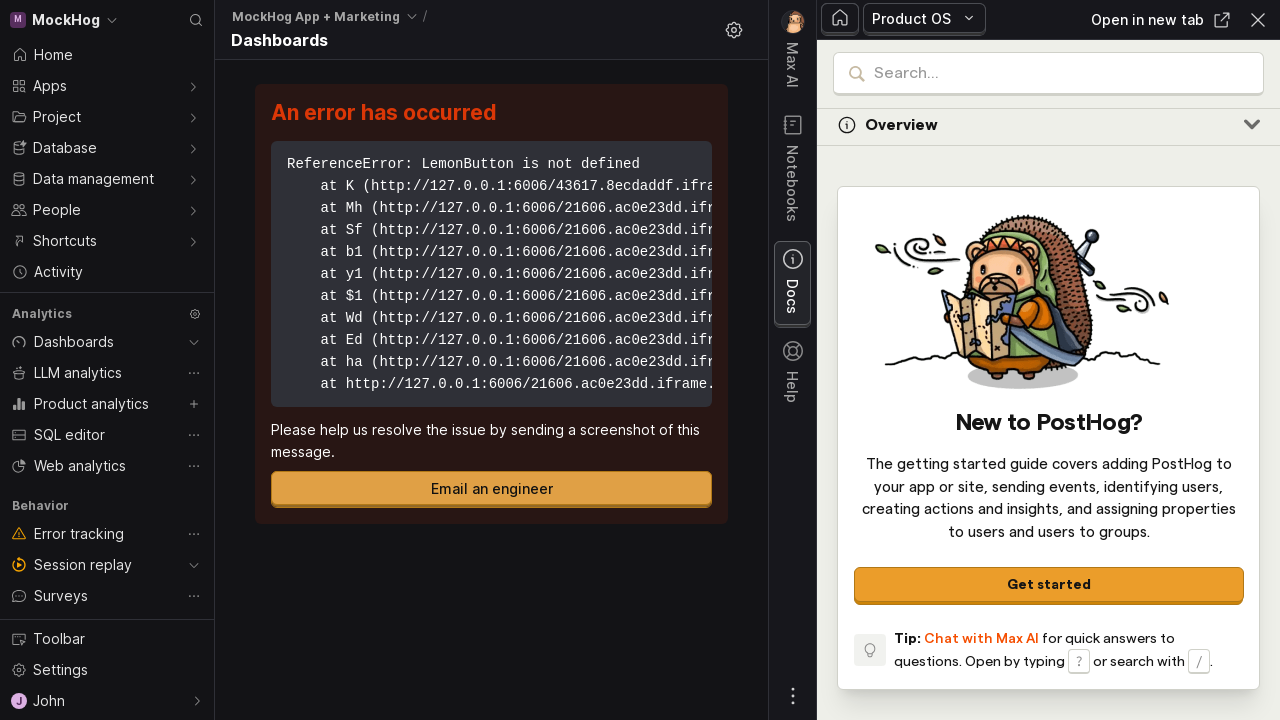 M MockHog
Home
Apps
Project
Database
Data management
People
Shortcuts
Activity
Analytics
Dashboards
LLM analytics
Product analytics
SQL editor
Web analytics
Behavior
Error tracking
Session replay
Surveys
Toolbar
Settings
J John
MockHog App + Marketing /
Dashboards
An error has occurred
ReferenceError: LemonButton is not defined
at K (http://127.0.0.1:6006/43617.8ecdaddf.ifra
at Mh (http://127.0.0.1:6006/21606.ac0e23dd.ifr
at Sf (http://127.0.0.1:6006/21606.ac0e23dd.ifr
at b1 (http://127.0.0.1:6006/21606.ac0e23dd.ifr
at y1 (http://127.0.0.1:6006/21606.ac0e23dd.ifr
at $1 (http://127.0.0.1:6006/21606.ac0e23dd.ifr
at Wd (http://127.0.0.1:6006/21606.ac0e23dd.ifr
at Ed (http://127.0.0.1:6006/21606.ac0e23dd.ifr
at ha (http://127.0.0.1:6006/21606.ac0e23dd.ifr
at http://127.0.0.1:6006/21606.ac0e23dd.iframe.
Please help us resolve the issue by sending a screenshot of this
message.
Email an engineer
Max AI
Notebooks
Docs
Help
Product OS
Open in new tab
Search...
Overview
New to PostHog?
The getting started guide covers adding PostHog to
your app or site, sending events, identifying users,
creating actions and insights, and assigning properties
to users and users to groups.
Get started
Tip: Chat with Max AI for quick answers to
questions. Open by typing ? or search with /.